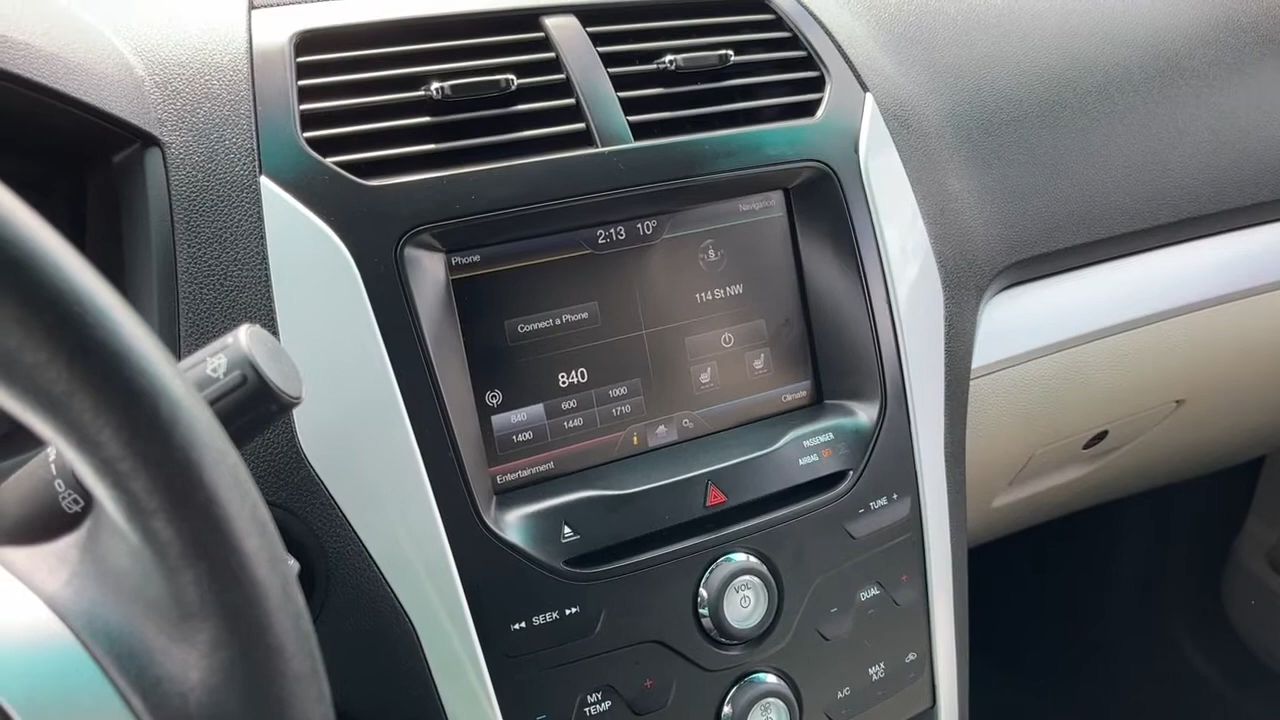 Navigation
2:13 10°
Phone
S
114 St NW
Connect a Phone
840
840 600 1000
1400 1440 1710
i
Climate
Entertainment
PASSENGER
AIRBAG OFF
- TUNE +
VOL
SEEK
- DUAL +
MY
TEMP
+
MAX
A/C
A/C